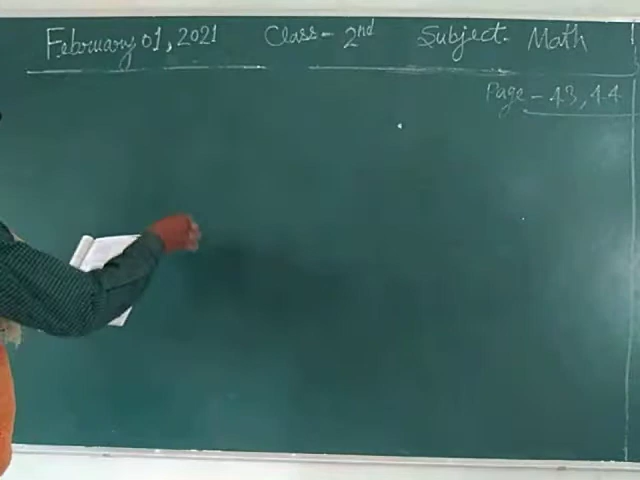 February 01, 2021 Class - 2nd Subject - Math
Page - 43, 44